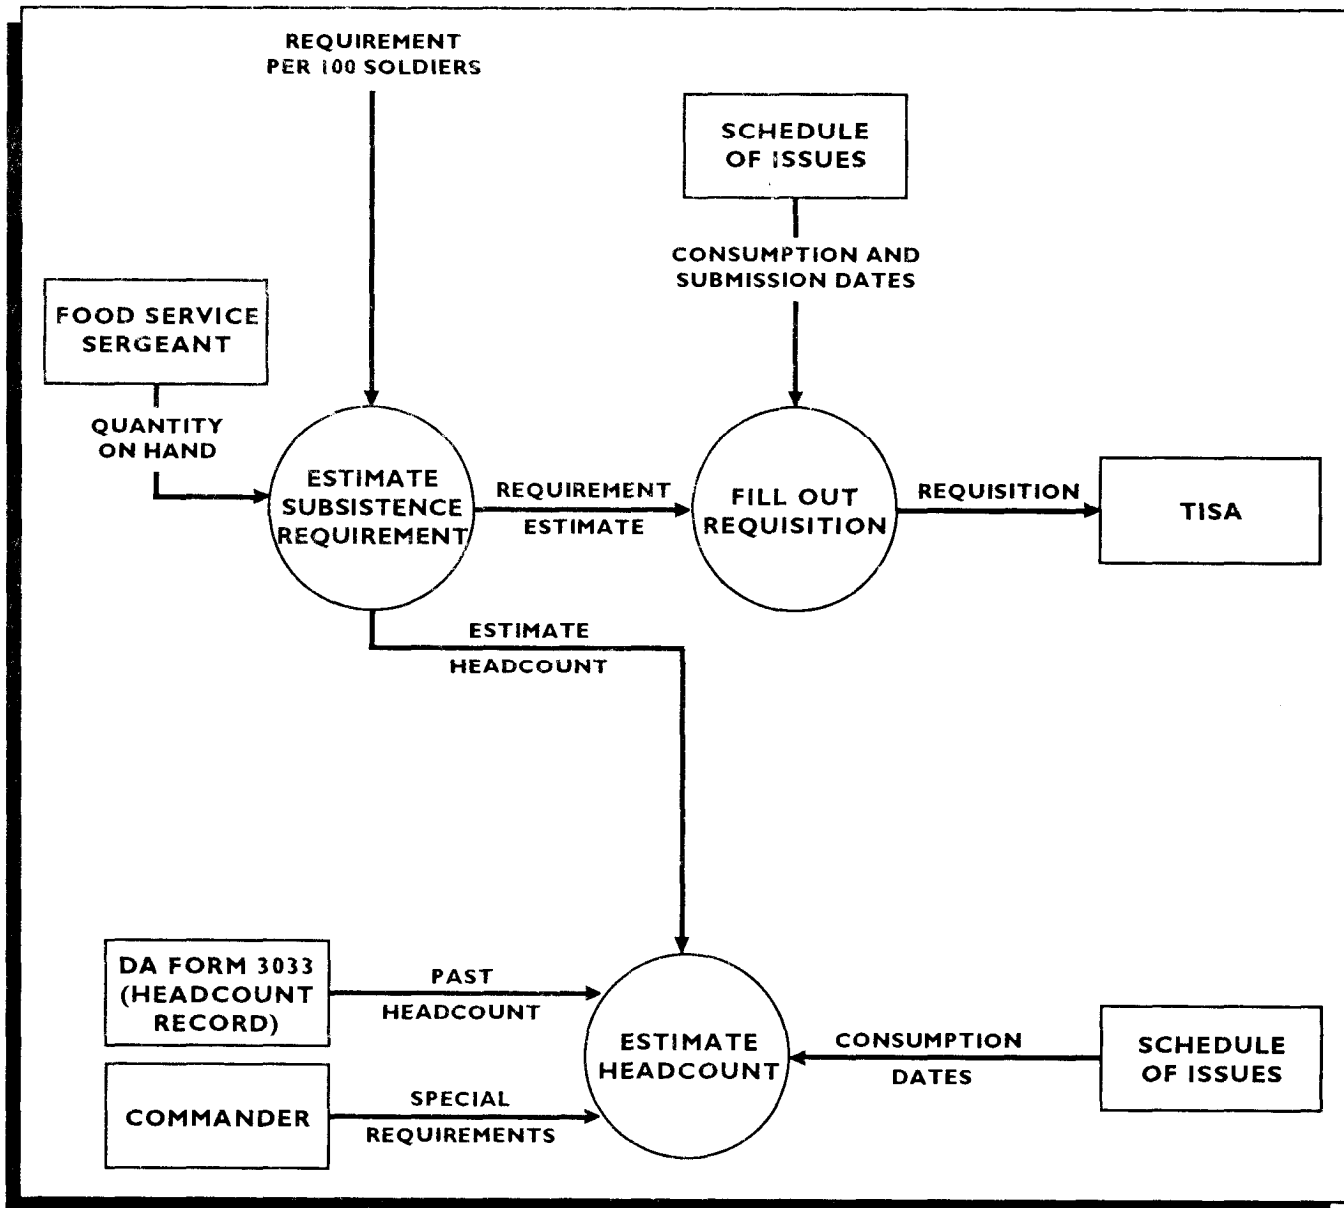 REQUIREMENT
PER 100 SOLDIERS
SCHEDULE
OF ISSUES
CONSUMPTION AND
SUBMISSION DATES
FOOD SERVICE
SERGEANT
QUANTITY
ON HAND
ESTIMATE
SUBSISTENCE
REQUIREMENT
REQUIREMENT
ESTIMATE
FILL OUT
REQUISITION
REQUISITION
TISA
ESTIMATE
HEADCOUNT
DA FORM 3033
(HEADCOUNT
RECORD)
PAST
HEADCOUNT
COMMANDER
SPECIAL
REQUIREMENTS
ESTIMATE
HEADCOUNT
CONSUMPTION
DATES
SCHEDULE
OF ISSUES